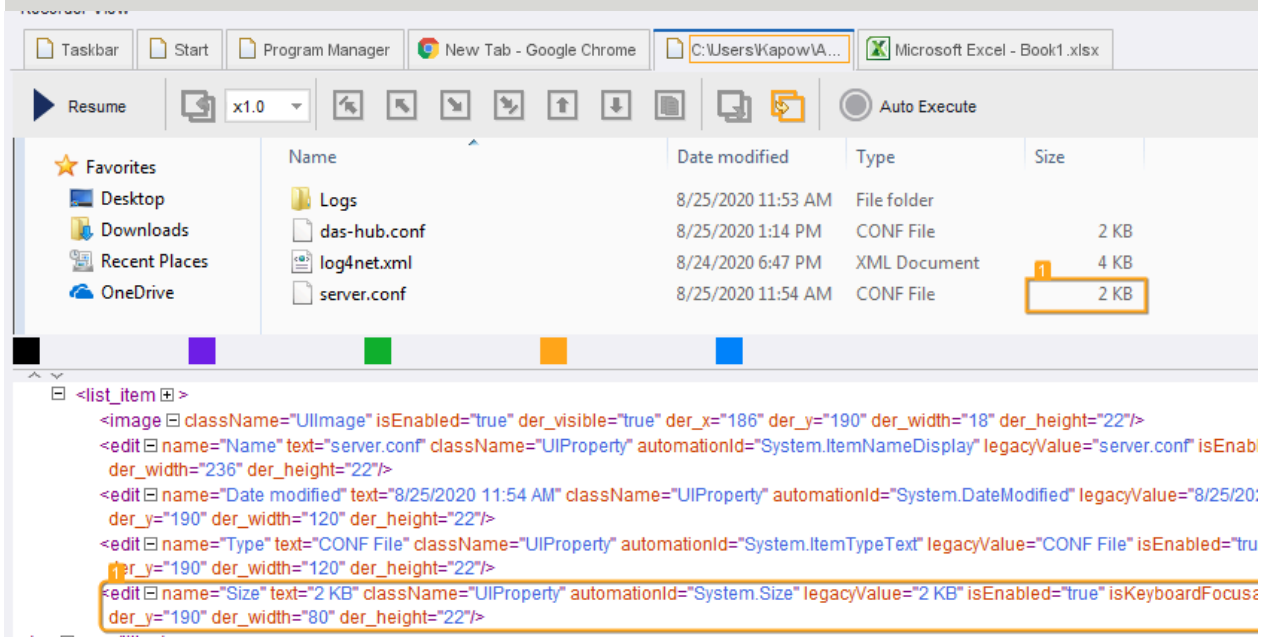 Recorder View
Taskbar Start Program Manager New Tab - Google Chrome C:\Users\Kapow\A... Microsoft Excel - Book1.xlsx
Resume x1.0 Auto Execute
Favorites Name Date modified Type Size
Desktop Logs 8/25/2020 11:53 AM File folder
Downloads das-hub.conf 8/25/2020 1:14 PM CONF File 2 KB
Recent Places log4net.xml 8/24/2020 6:47 PM XML Document 4 KB
1
OneDrive server.conf 8/25/2020 11:54 AM CONF File 2 KB
<list_item >
<image className="UIImage" isEnabled="true" der_visible="true" der_x="186" der_y="190" der_width="18" der_height="22"/>
<edit name="Name" text="server.conf" className="UIProperty" automationId="System.ItemNameDisplay" legacyValue="server.conf" isEnabl
der_width="236" der_height="22"/>
<edit name="Date modified" text="8/25/2020 11:54 AM" className="UIProperty" automationId="System.DateModified" legacyValue="8/25/202
der_y="190" der_width="120" der_height="22"/>
<edit name="Type" text="CONF File" className="UIProperty" automationId="System.ItemTypeText" legacyValue="CONF File" isEnabled="tru
der_y="190" der_width="120" der_height="22"/>
1
<edit name="Size" text="2 KB" className="UIProperty" automationId="System.Size" legacyValue="2 KB" isEnabled="true" isKeyboardFocusa
der_y="190" der_width="80" der_height="22"/>